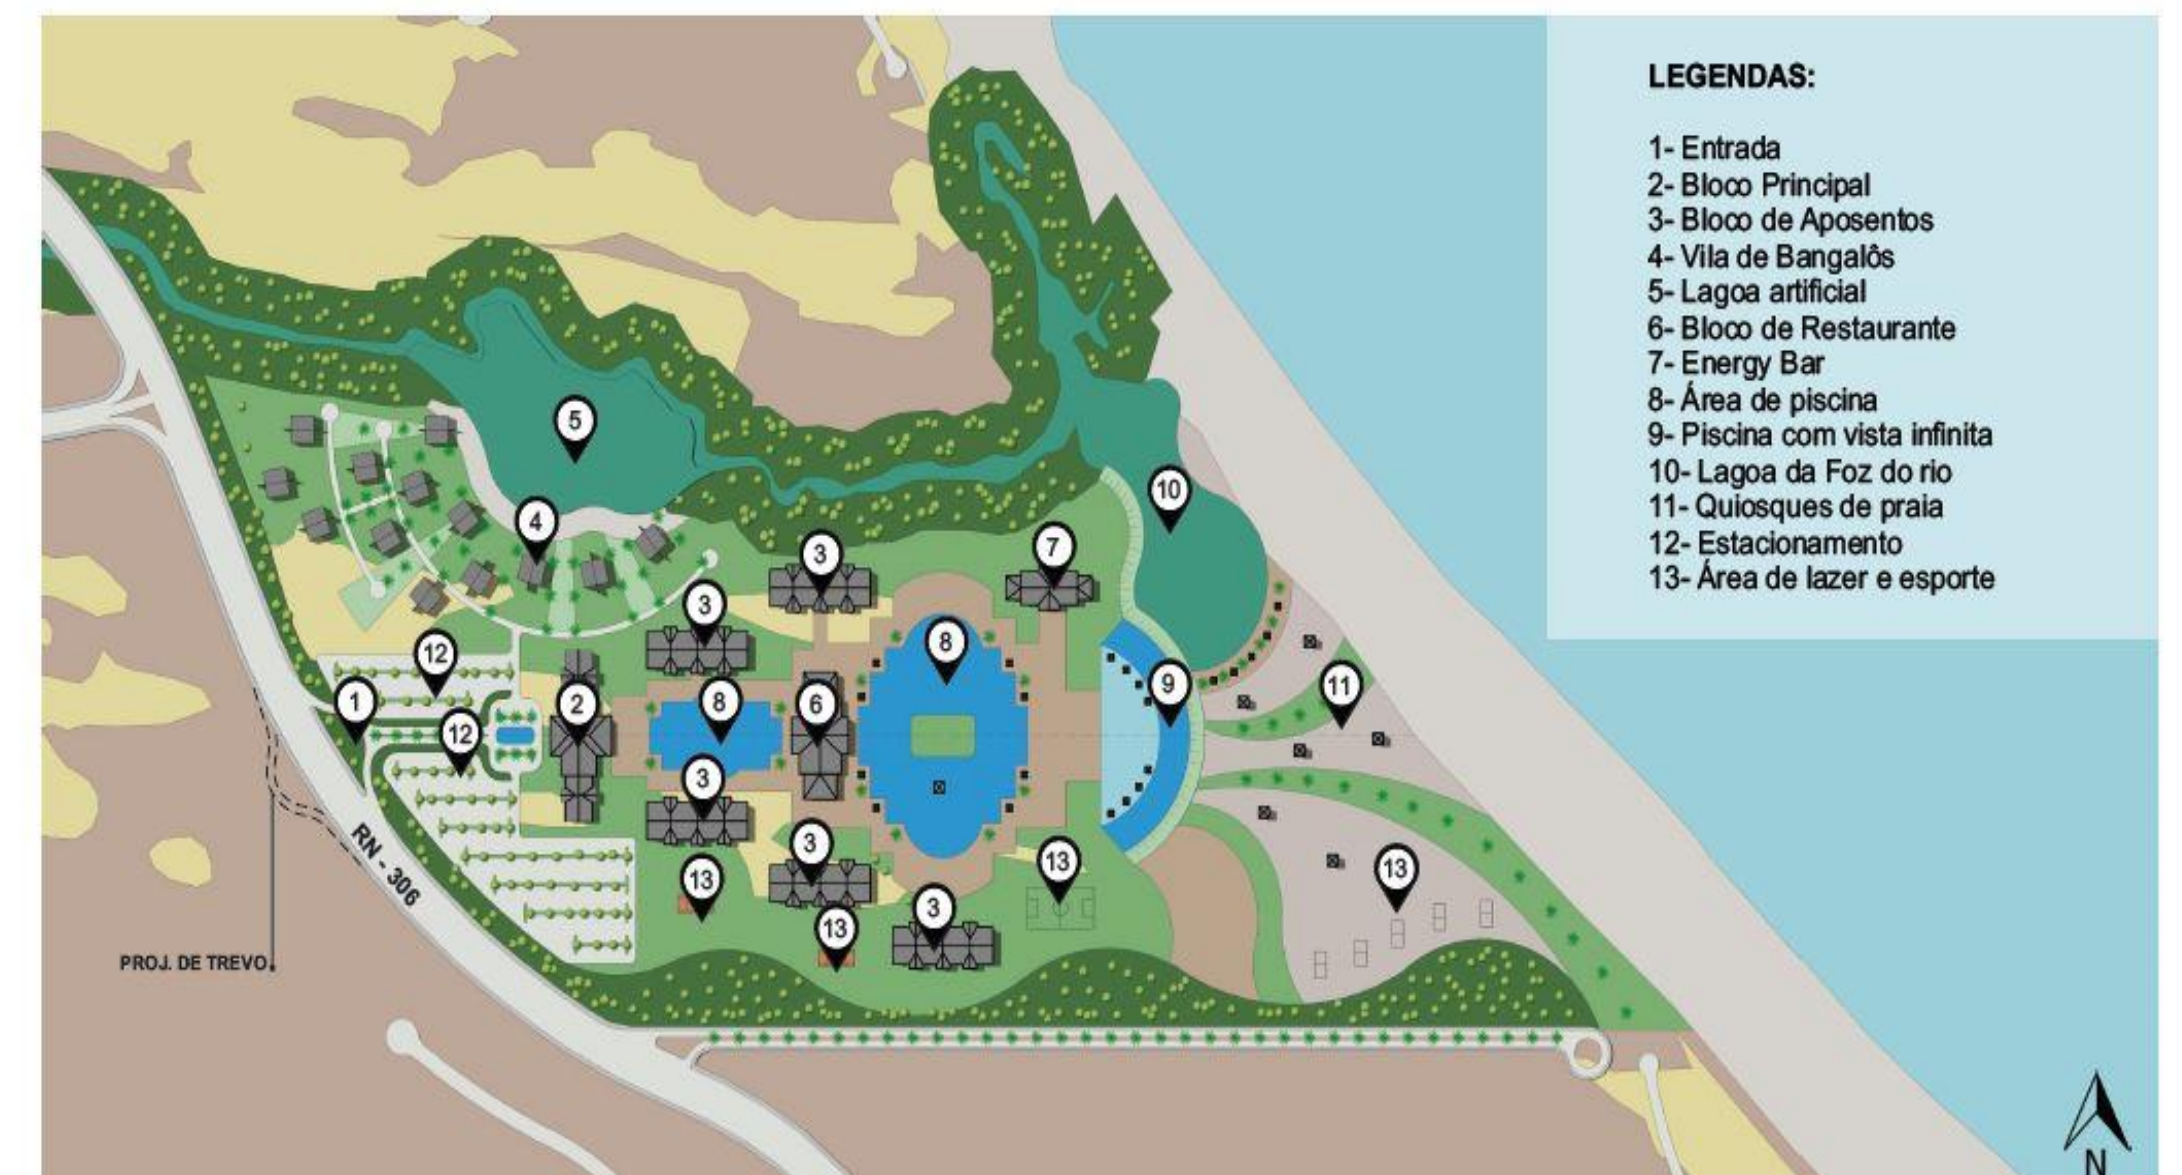 LEGENDAS:
1- Entrada
2- Bloco Principal
3- Bloco de Aposentos
4- Vila de Bangalôs
5- Lagoa artificial
6- Bloco de Restaurante
7- Energy Bar
8- Área de piscina
9- Piscina com vista infinita
10- Lagoa da Foz do rio
11- Quiosques de praia
12- Estacionamento
13- Área de lazer e esporte
5
10
4
3
7
3
8
12
9
11
1
2
8
6
12
3
3
13
13
13
3
13
RN - 306
PROJ. DE TREVO
N